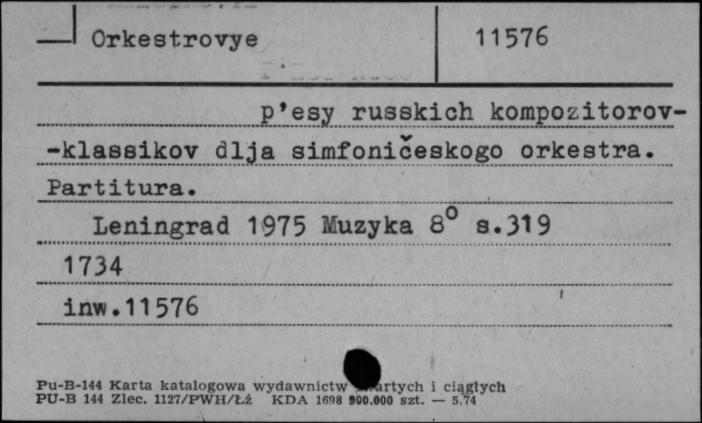 Orkestrovye
11576
p'esy russkich kompozitorov-
-klassikov dlja simfoničeskogo orkestra.
Partitura.
Leningrad 1975 Muzyka 8° s.319
1734
inw.11576
Pu-B-144 Karta katalogowa wydawnictw i ciągłych
PU-B 144 Zlec. 1127/PWH/Łź KDA 1698 900.000 szt. — 5.74